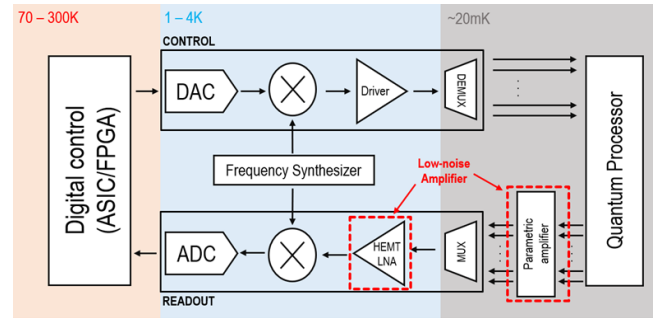 70 – 300K
1 – 4K
~20mK
CONTROL
DAC
Driver
DEMUX
Digital control
(ASIC/FPGA)
Frequency Synthesizer
Low-noise
Amplifier
Quantum Processor
ADC
HEMT
LNA
MUX
Parametric
amplifier
READOUT